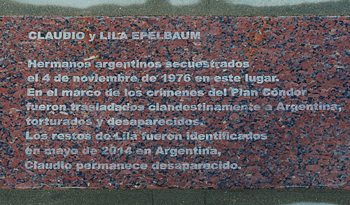 CLAUDIO y LILA EPELBAUM
Hermanos argentinos secuestrados
el 4 de noviembre de 1976 en este lugar.
En el marco de los crímenes del Plan Cóndor
fueron trasladados clandestinamente a Argentina,
torturados y desaparecidos.
Los restos de Lila fueron identificados
en mayo de 2014 en Argentina,
Claudio permanece desaparecido.